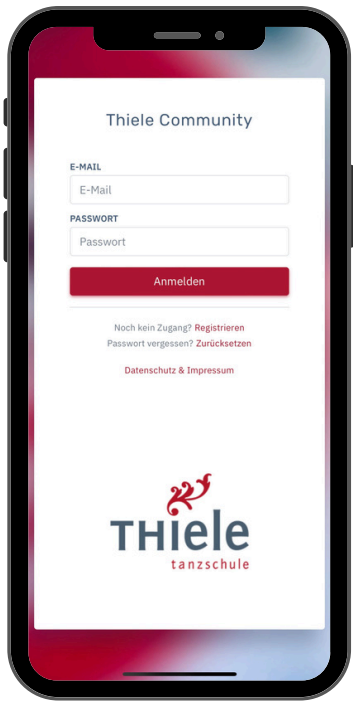 Thiele Community
E-MAIL
E-Mail
PASSWORT
Passwort
Anmelden
Noch kein Zugang? Registrieren
Passwort vergessen? Zurücksetzen
Datenschutz & Impressum
THiele
tanzschule